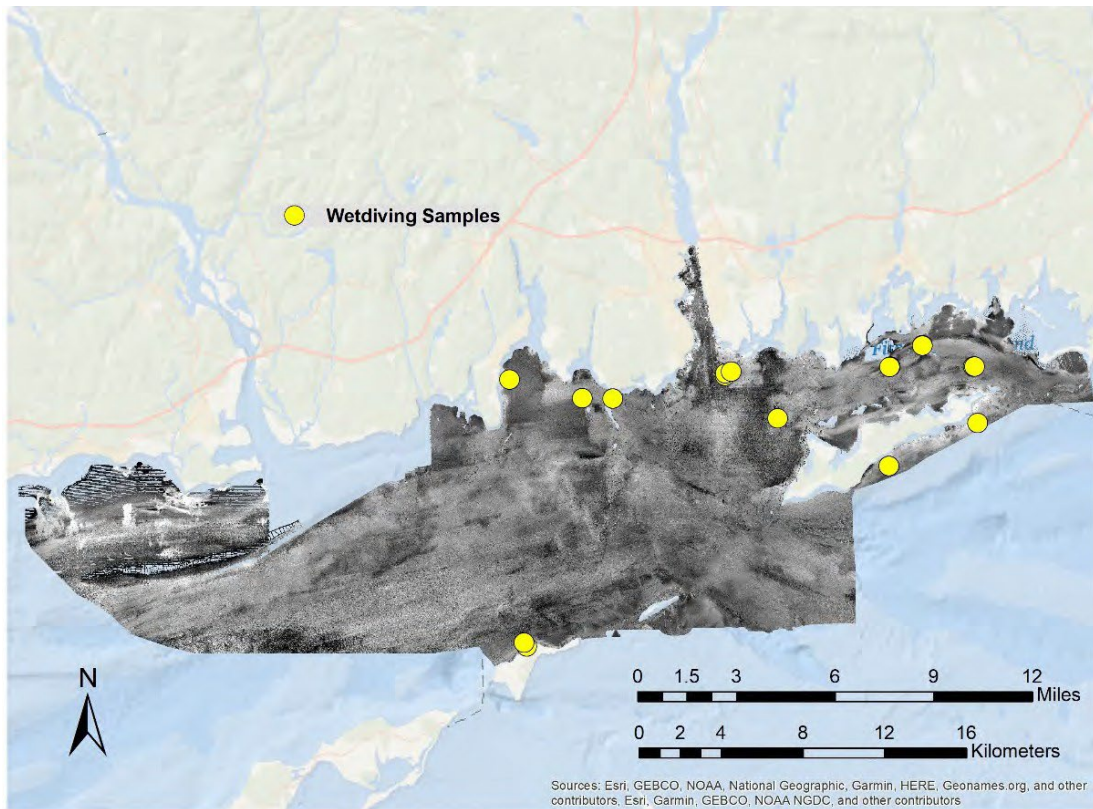 Wetdiving Samples
Fi
nd
N
0 1.5 3 6 9 12
Miles
0 2 4 8 12 16
Kilometers
Sources: Esri, GEBCO, NOAA, National Geographic, Garmin, HERE, Geonames.org, and other
contributors, Esri, Garmin, GEBCO, NOAA NGDC, and other contributors